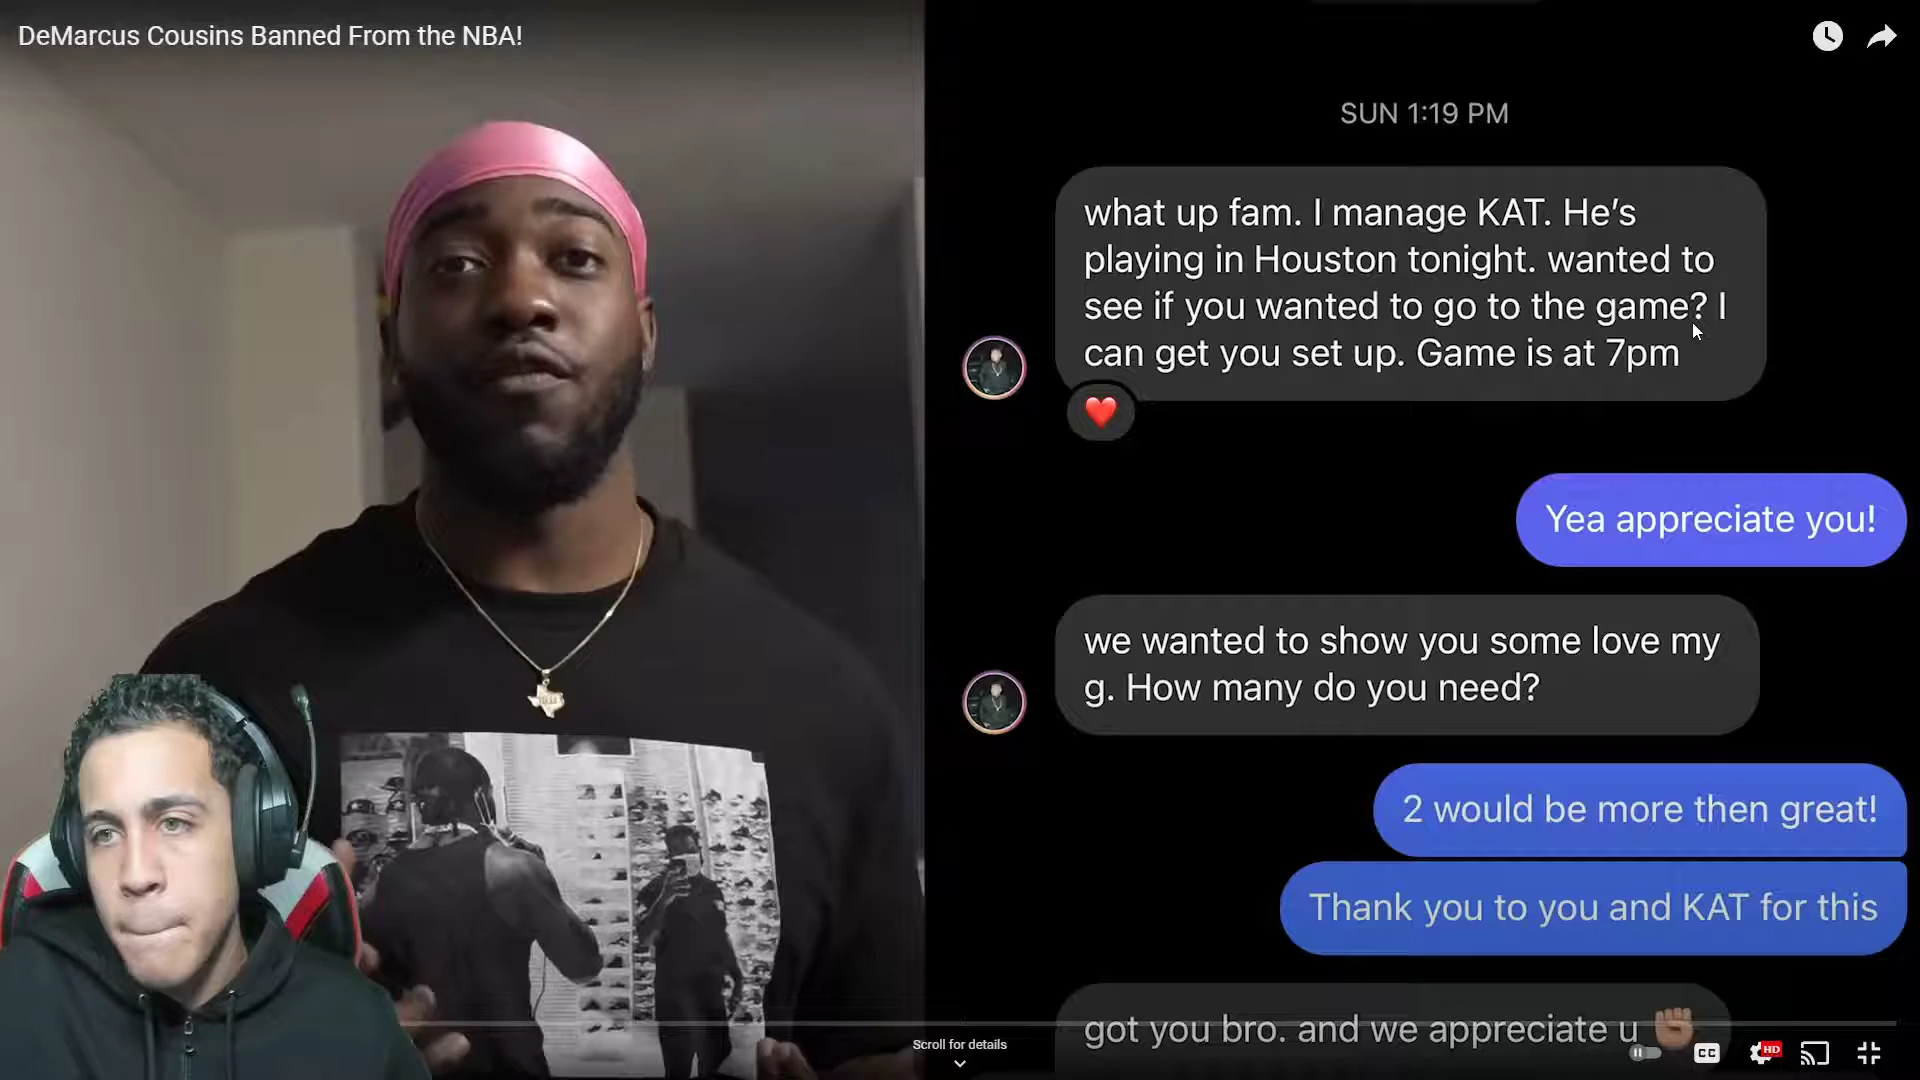 DeMarcus Cousins Banned From the NBA!
SUN 1:19 PM
what up fam. I manage KAT. He’s
playing in Houston tonight. wanted to
see if you wanted to go to the game? I
can get you set up. Game is at 7pm
Yea appreciate you!
we wanted to show you some love my
g. How many do you need?
2 would be more then great!
Thank you to you and KAT for this
got you bro. and we appreciate u
Scroll for details
CC
HD